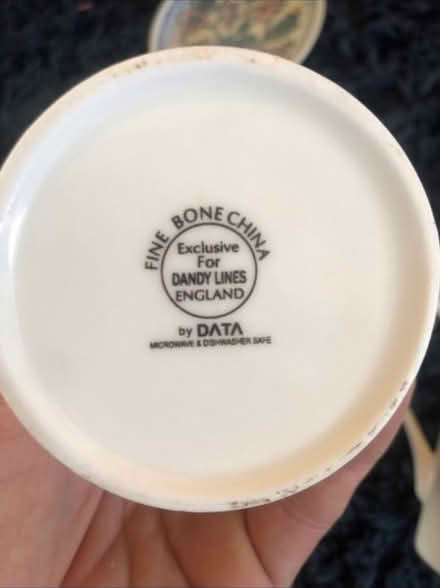 FINE BONE CHINA
Exclusive
For
DANDY LINES
ENGLAND
by DATA
MICROWAVE & DISHWASHER SAFE